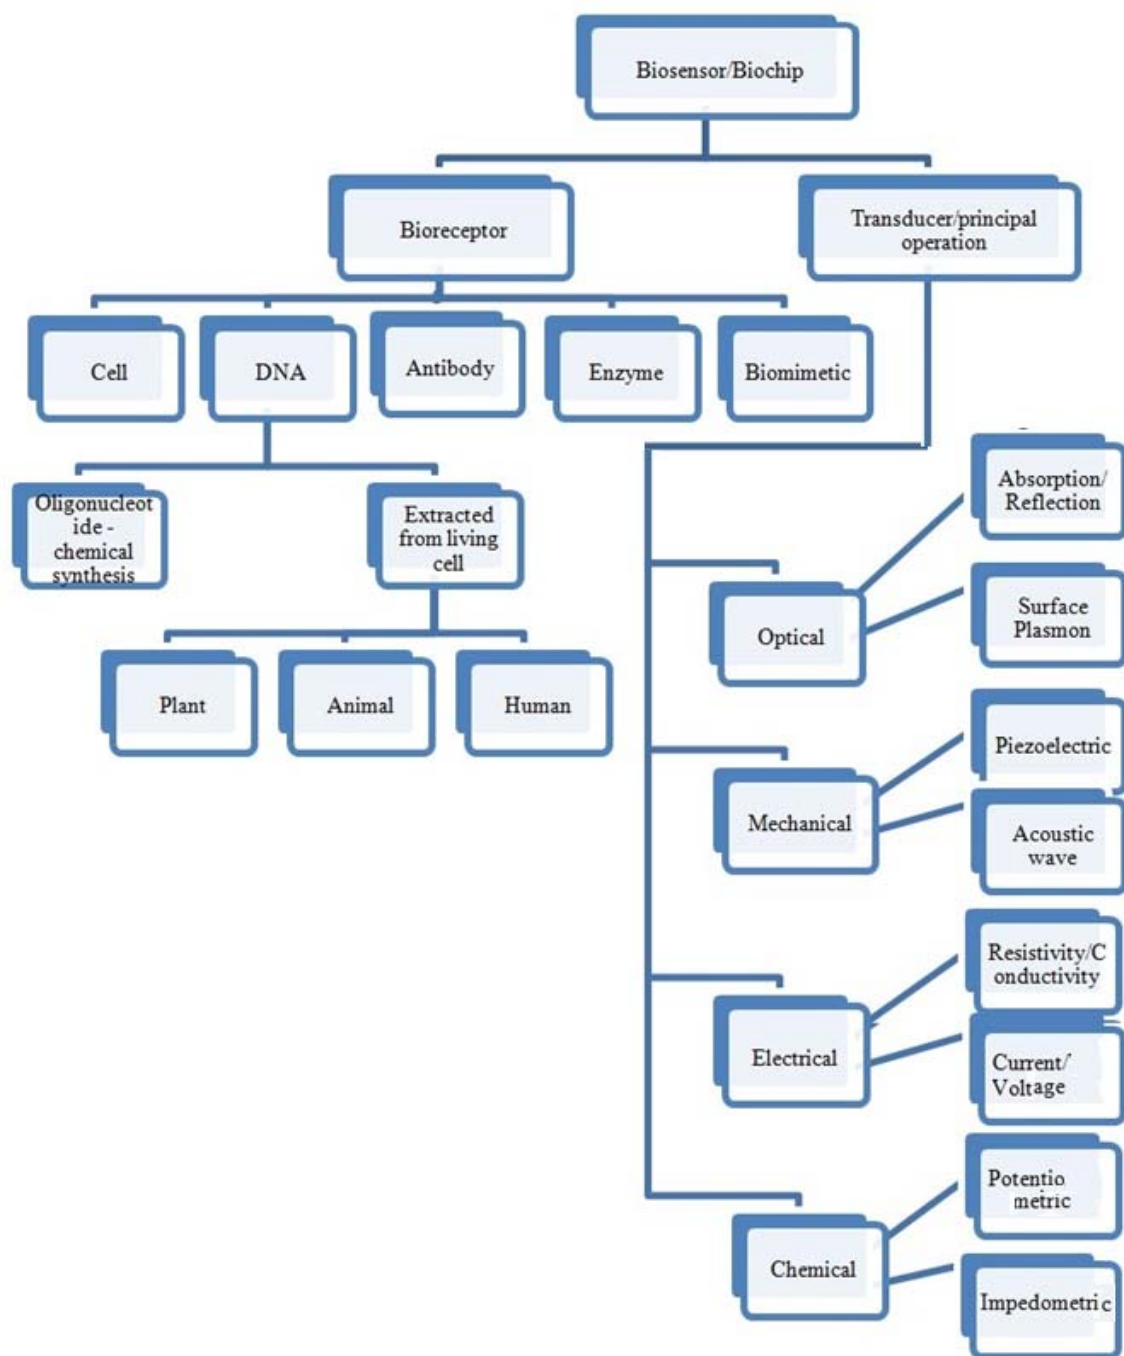 Biosensor/Biochip
Bioreceptor
Transducer/principal
operation
Cell
DNA
Antibody
Enzyme
Biomimetic
Oligonucleot
ide -
chemical
synthesis
Extracted
from living
cell
Plant
Animal
Human
Optical
Absorption/
Reflection
Surface
Plasmon
Mechanical
Piezoelectric
Acoustic
wave
Electrical
Resistivity/C
onductivity
Current/
Voltage
Chemical
Potentio
metric
Impedometric